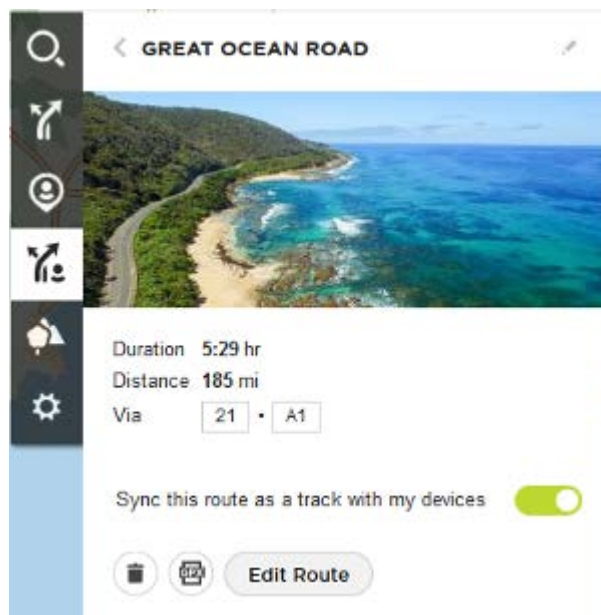 GREAT OCEAN ROAD
Duration 5:29 hr
Distance 185 mi
Via 21 • A1
Sync this route as a track with my devices
GPX Edit Route